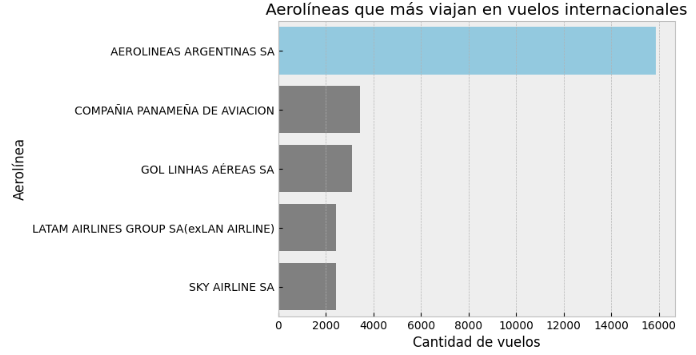 Aerolíneas que más viajan en vuelos internacionales
Aerolínea
AEROLINEAS ARGENTINAS SA
COMPAÑIA PANAMEÑA DE AVIACION
GOL LINHAS AÉREAS SA
LATAM AIRLINES GROUP SA(exLAN AIRLINE)
SKY AIRLINE SA
0 2000 4000 6000 8000 10000 12000 14000 16000
Cantidad de vuelos